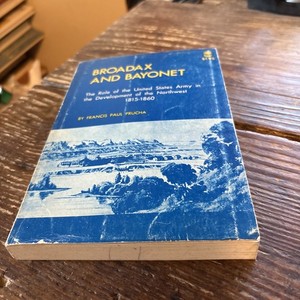 BROADAX
AND BAYONET
The Role of the United States Army in
the Development of the Northwest
1815-1860
BY FRANCIS PAUL PRUCHA